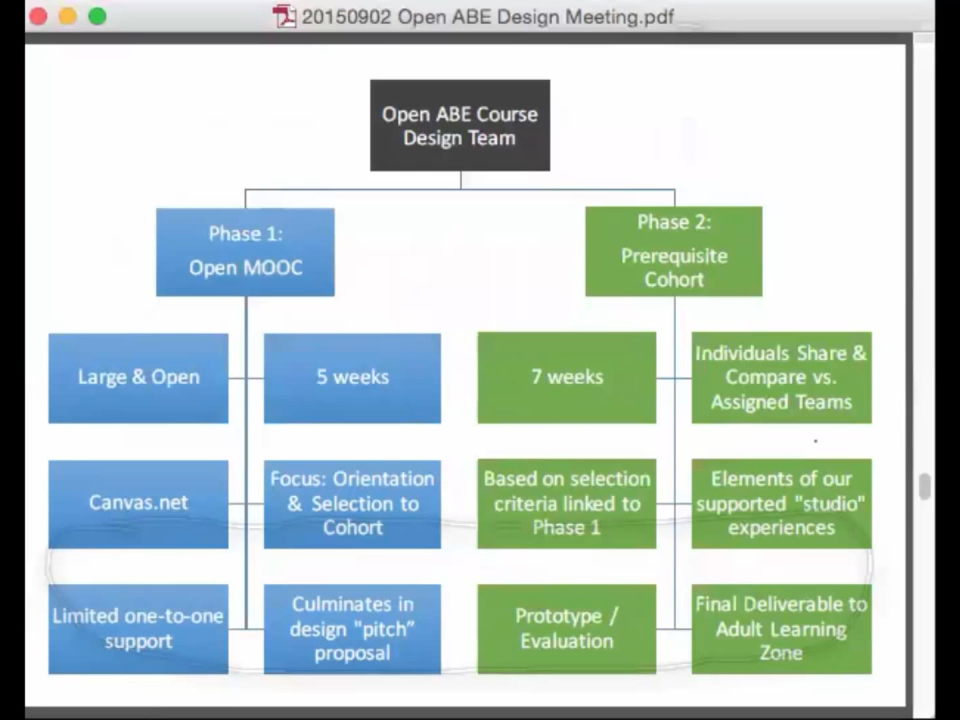 20150902 Open ABE Design Meeting.pdf
Open ABE Course
Design Team
Phase 1:
Open MOOC
Phase 2:
Prerequisite
Cohort
Large & Open
5 weeks
7 weeks
Individuals Share &
Compare vs.
Assigned Teams
Canvas.net
Focus: Orientation
& Selection to
Cohort
Based on selection
criteria linked to
Phase 1
Elements of our
supported "studio"
experiences
Limited one-to-one
support
Culminates in
design "pitch"
proposal
Prototype /
Evaluation
Final Deliverable to
Adult Learning
Zone